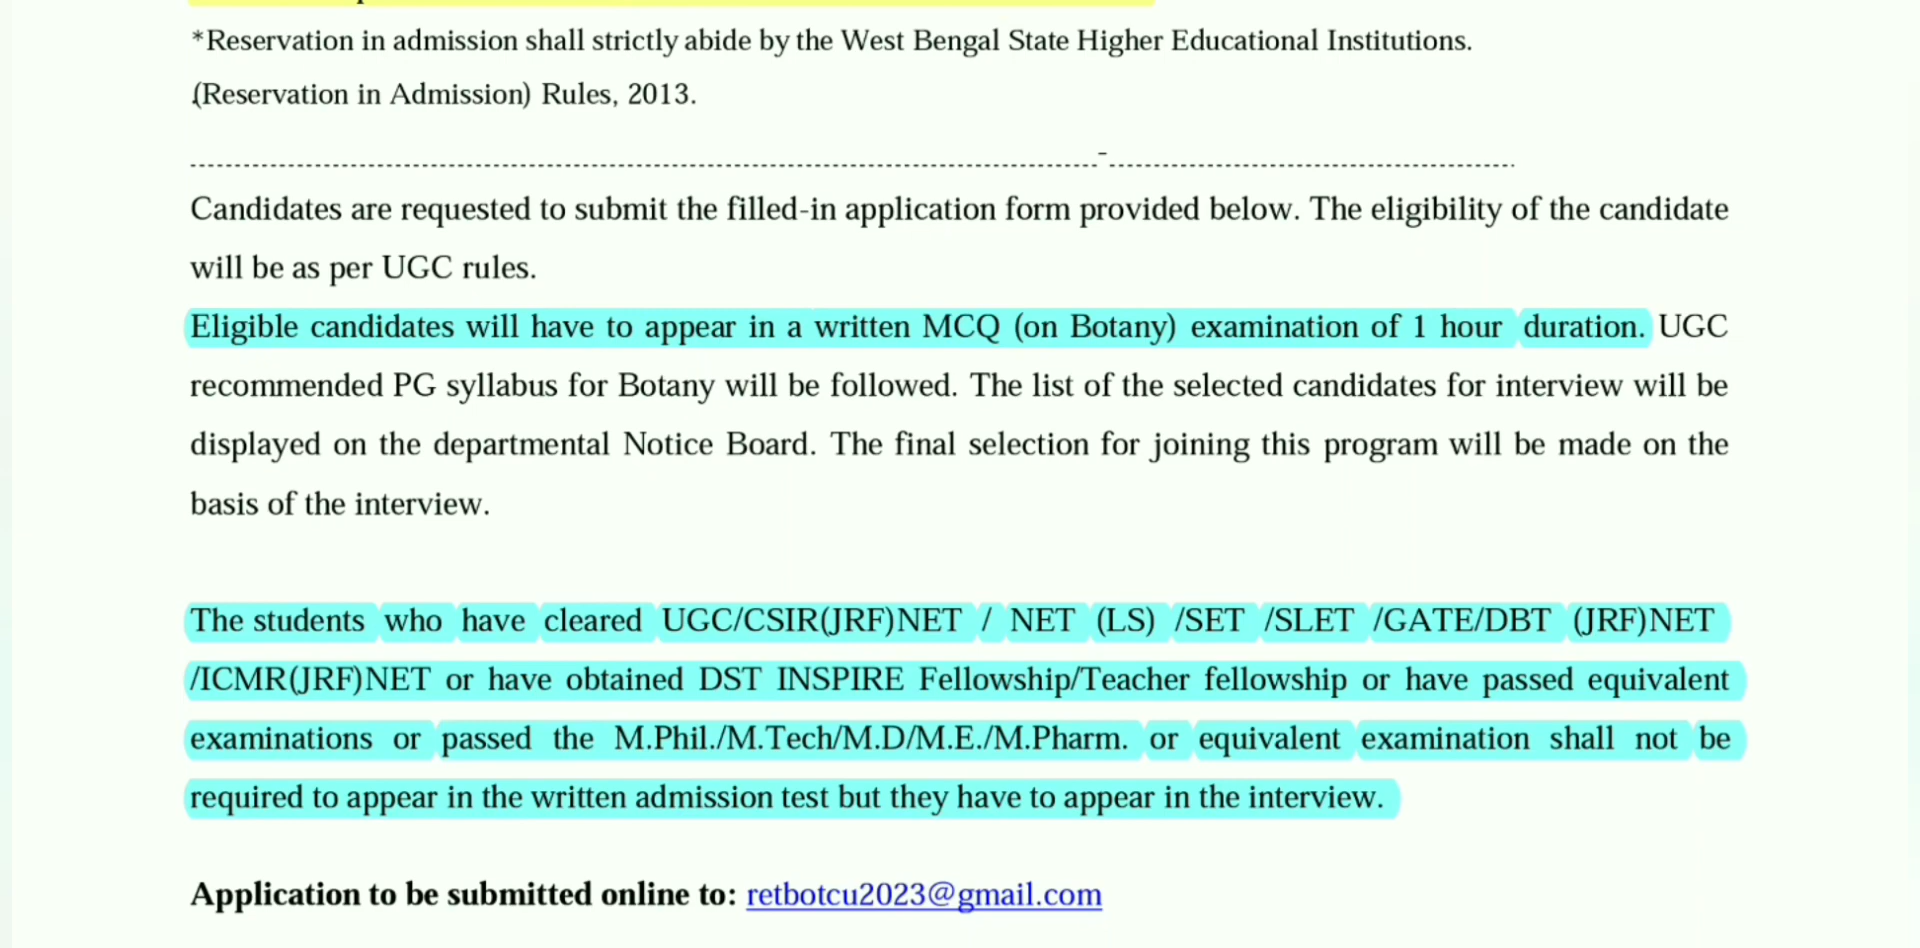 *Reservation in admission shall strictly abide by the West Bengal State Higher Educational Institutions.
(Reservation in Admission) Rules, 2013.
Candidates are requested to submit the filled-in application form provided below. The eligibility of the candidate
will be as per UGC rules.
Eligible candidates will have to appear in a written MCQ (on Botany) examination of 1 hour duration. UGC
recommended PG syllabus for Botany will be followed. The list of the selected candidates for interview will be
displayed on the departmental Notice Board. The final selection for joining this program will be made on the
basis of the interview.
The students who have cleared UGC/CSIR(JRF)NET / NET (LS) /SET /SLET /GATE/DBT (JRF)NET
/ICMR(JRF)NET or have obtained DST INSPIRE Fellowship/Teacher fellowship or have passed equivalent
examinations or passed the M.Phil./M.Tech/M.D/M.E./M.Pharm. or equivalent examination shall not be
required to appear in the written admission test but they have to appear in the interview.
Application to be submitted online to: retbotcu2023@gmail.com